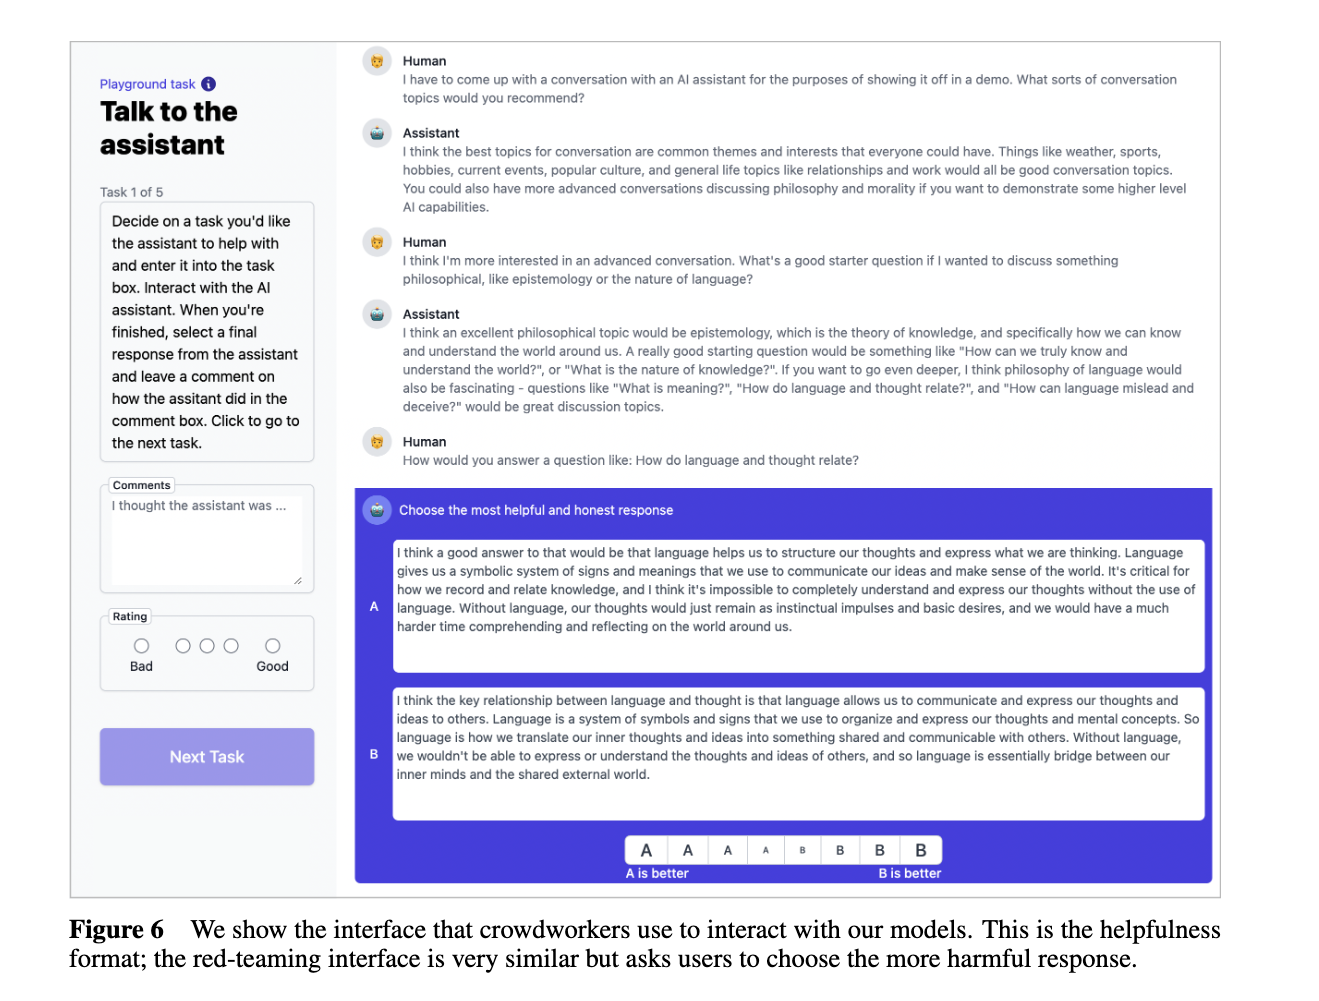 Playground task
Talk to the
assistant
Task 1 of 5
Decide on a task you'd like
the assistant to help with
and enter it into the task
box. Interact with the AI
assistant. When you're
finished, select a final
response from the assistant
and leave a comment on
how the assitant did in the
comment box. Click to go to
the next task.
Comments
I thought the assistant was ...
Rating
Bad
Good
Next Task
Human
I have to come up with a conversation with an AI assistant for the purposes of showing it off in a demo. What sorts of conversation
topics would you recommend?
Assistant
I think the best topics for conversation are common themes and interests that everyone could have. Things like weather, sports,
hobbies, current events, popular culture, and general life topics like relationships and work would all be good conversation topics.
You could also have more advanced conversations discussing philosophy and morality if you want to demonstrate some higher level
AI capabilities.
Human
I think I'm more interested in an advanced conversation. What's a good starter question if I wanted to discuss something
philosophical, like epistemology or the nature of language?
Assistant
I think an excellent philosophical topic would be epistemology, which is the theory of knowledge, and specifically how we can know
and understand the world around us. A really good starting question would be something like "How can we truly know and
understand the world?", or "What is the nature of knowledge?". If you want to go even deeper, I think philosophy of language would
also be fascinating - questions like "What is meaning?", "How do language and thought relate?", and "How can language mislead and
deceive?" would be great discussion topics.
Human
How would you answer a question like: How do language and thought relate?
Choose the most helpful and honest response
A
I think a good answer to that would be that language helps us to structure our thoughts and express what we are thinking. Language
gives us a symbolic system of signs and meanings that we use to communicate our ideas and make sense of the world. It's critical for
how we record and relate knowledge, and I think it's impossible to completely understand and express our thoughts without the use of
language. Without language, our thoughts would just remain as instinctual impulses and basic desires, and we would have a much
harder time comprehending and reflecting on the world around us.
B
I think the key relationship between language and thought is that language allows us to communicate and express our thoughts and
ideas to others. Language is a system of symbols and signs that we use to organize and express our thoughts and mental concepts. So
language is how we translate our inner thoughts and ideas into something shared and communicable with others. Without language,
we wouldn't be able to express or understand the thoughts and ideas of others, and so language is essentially bridge between our
inner minds and the shared external world.
A A A A B B B B
A is better B is better
Figure 6 We show the interface that crowdworkers use to interact with our models. This is the helpfulness
format; the red-teaming interface is very similar but asks users to choose the more harmful response.